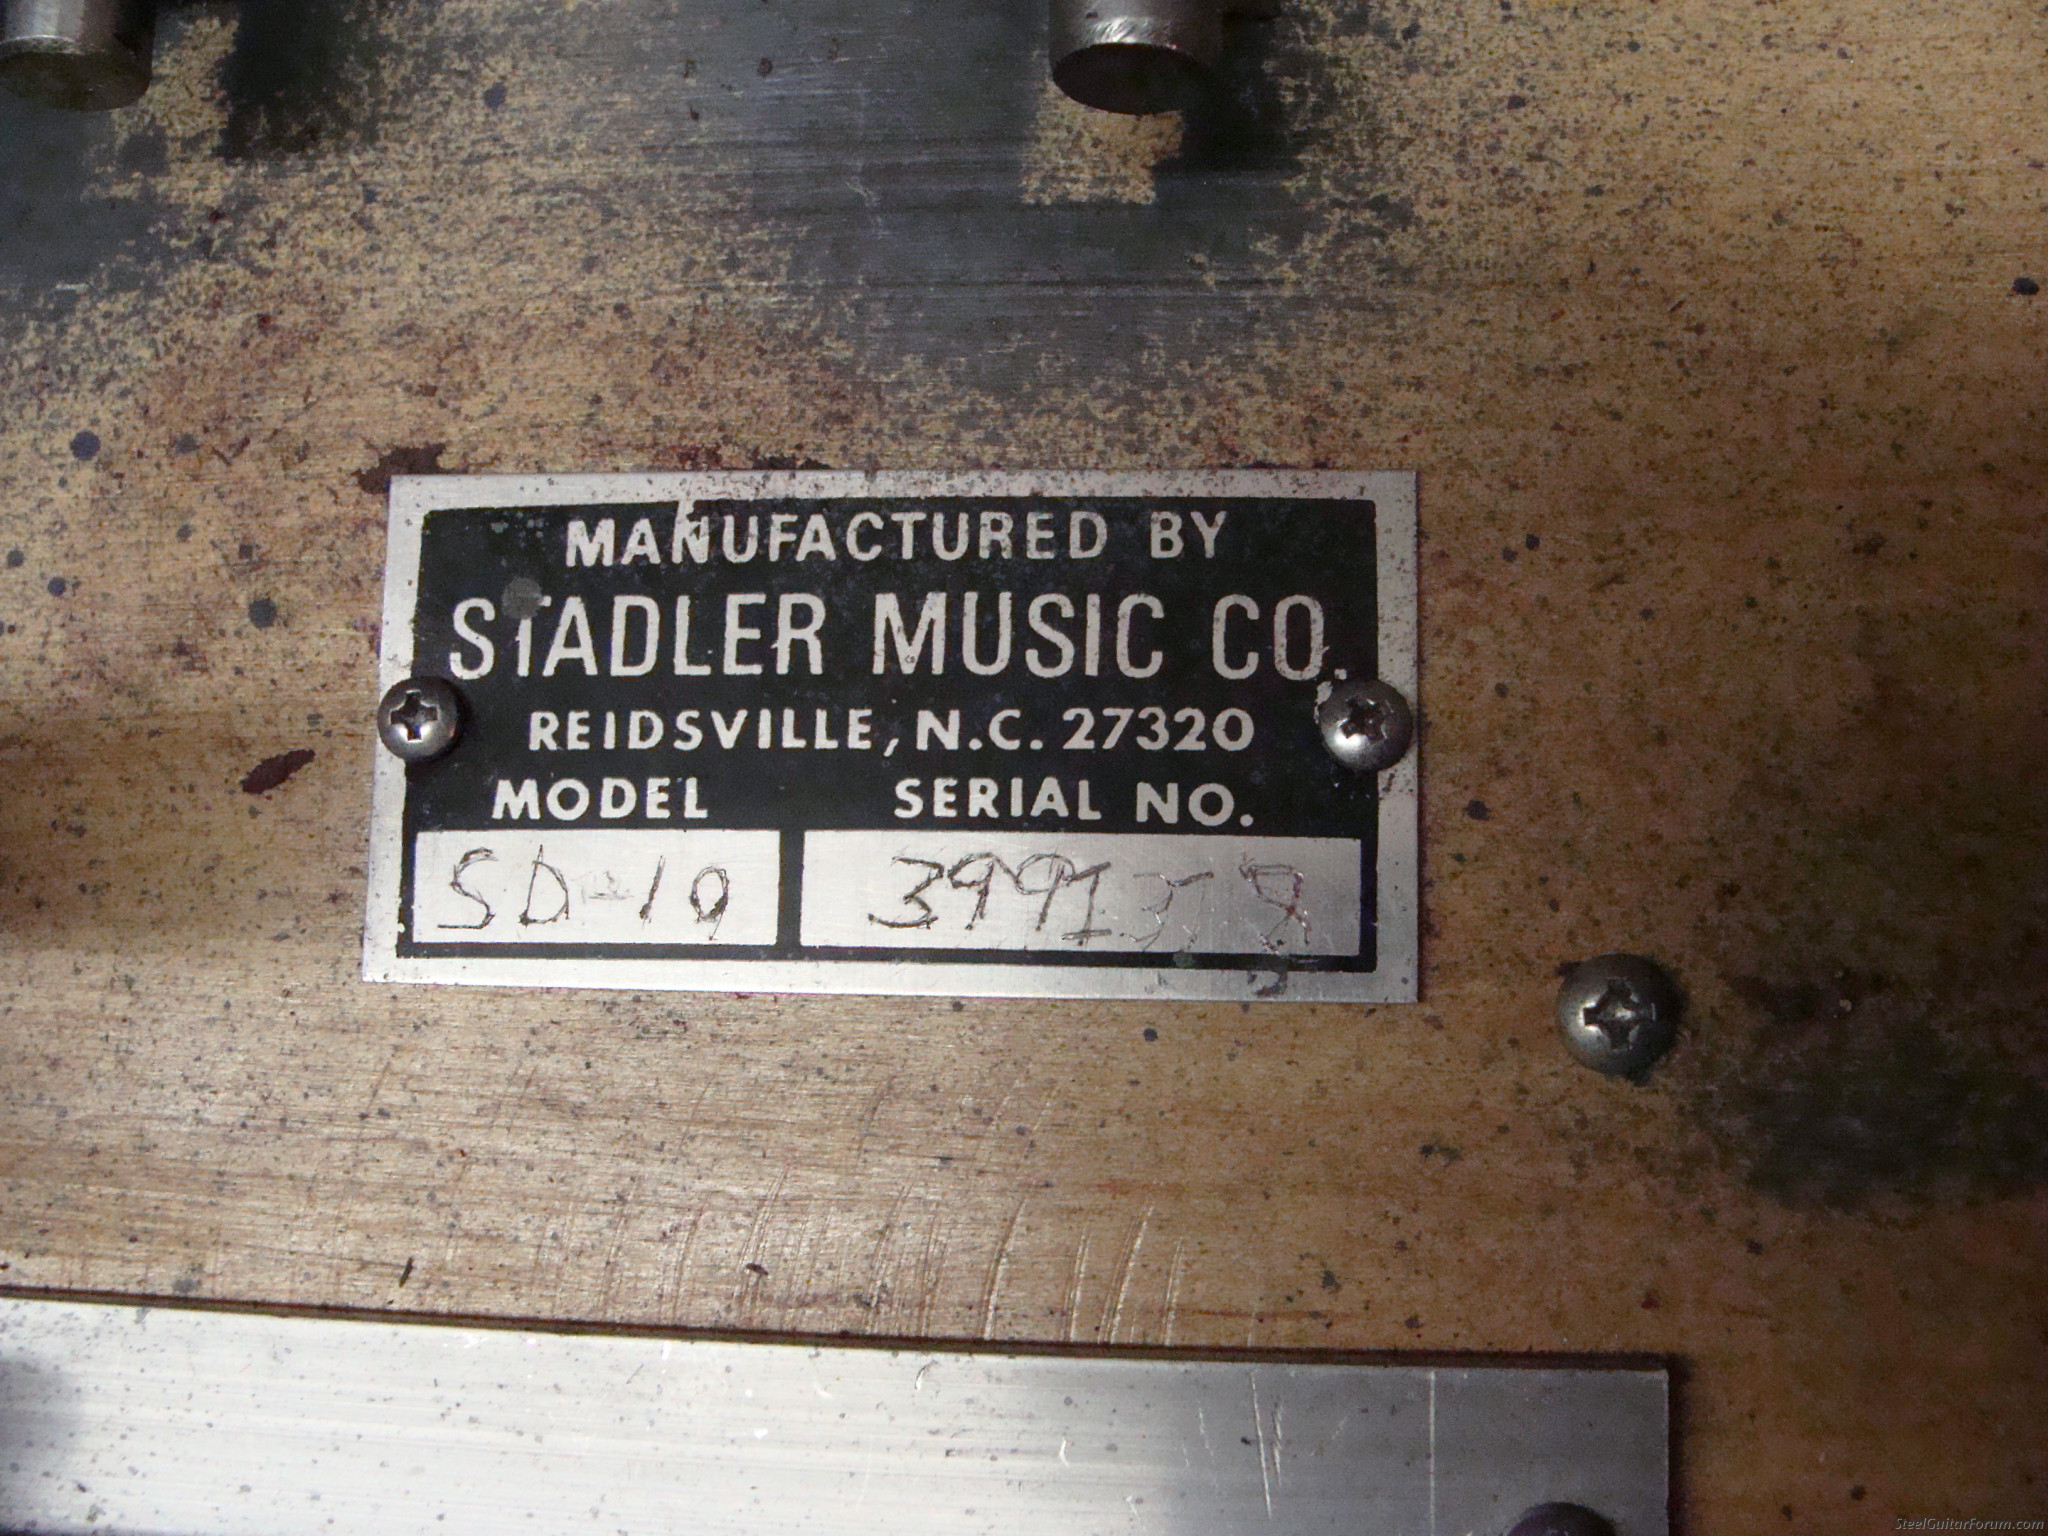 MANUFACTURED BY
STADLER MUSIC CO.
REIDSVILLE, N.C. 27320
MODEL SERIAL NO.
SD-10
SteelGuitarForum.com